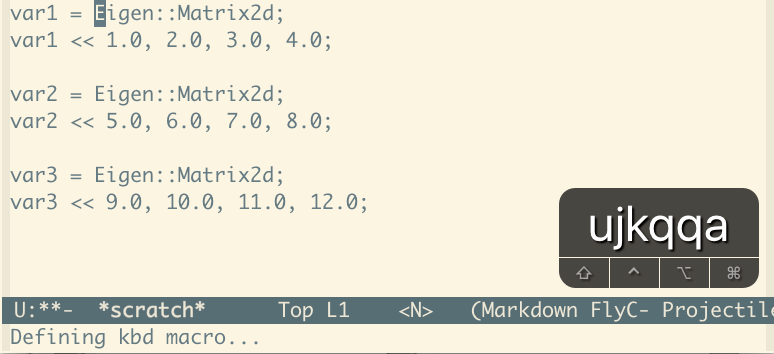 var1 = Eigen::Matrix2d;
var1 << 1.0, 2.0, 3.0, 4.0;
var2 = Eigen::Matrix2d;
var2 << 5.0, 6.0, 7.0, 8.0;
var3 = Eigen::Matrix2d;
var3 << 9.0, 10.0, 11.0, 12.0;
ujkqqa
⇧ ⌃ ⌥ ⌘
U:**- *scratch* Top L1 <N> (Markdown FlyC- Projectile
Defining kbd macro...